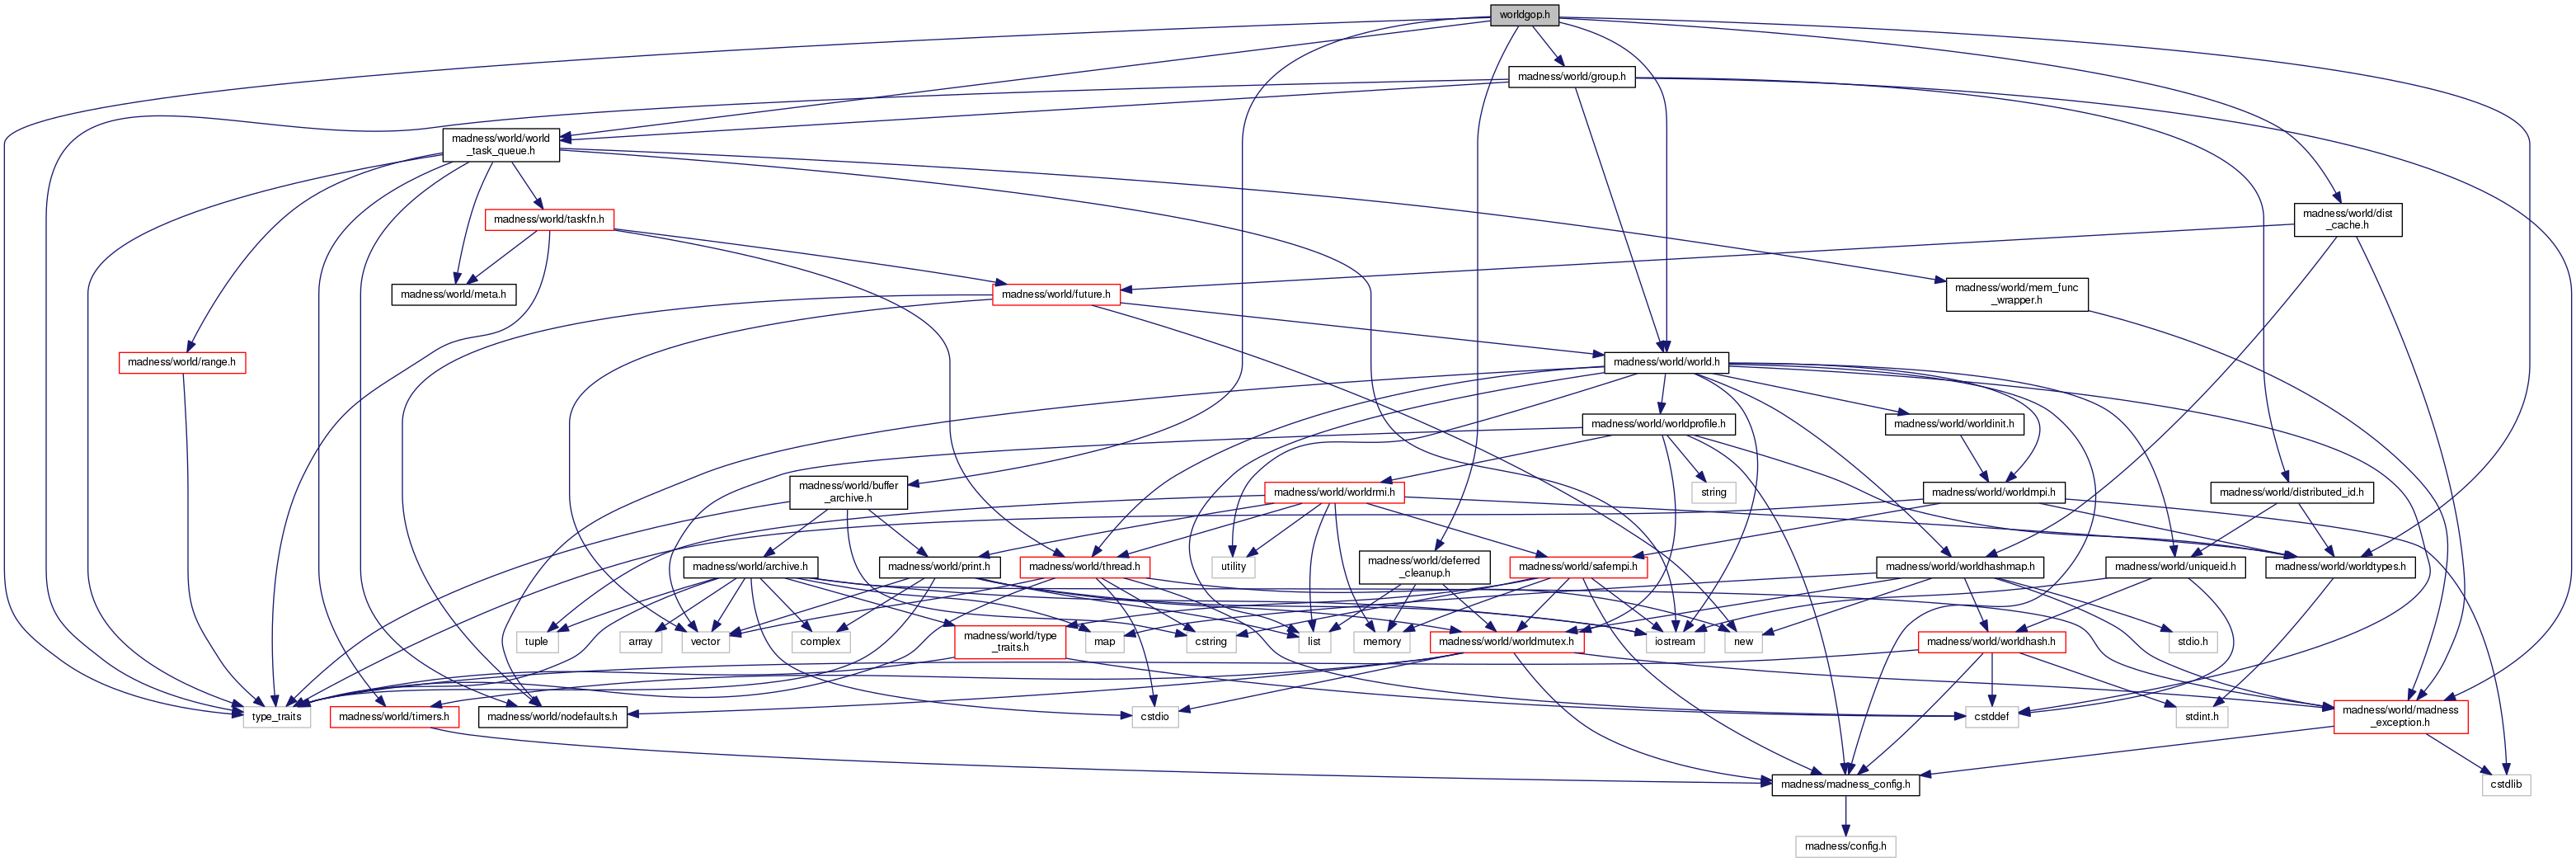 worldgop.h
madness/world/group.h
madness/world/world
_task_queue.h
madness/world/taskfn.h
madness/world/dist
_cache.h
madness/world/meta.h
madness/world/future.h
madness/world/mem_func
_wrapper.h
madness/world/range.h
madness/world/world.h
madness/world/worldprofile.h
madness/world/worldinit.h
madness/world/buffer
_archive.h
madness/world/worldrmi.h
string
madness/world/worldmpi.h
madness/world/distributed_id.h
madness/world/archive.h
madness/world/print.h
madness/world/thread.h
utility
madness/world/deferred
_cleanup.h
madness/world/safempi.h
madness/world/worldhashmap.h
madness/world/uniqueid.h
madness/world/worldtypes.h
tuple
array
vector
complex
madness/world/type
_traits.h
map
cstring
list
memory
madness/world/worldmutex.h
iostream
new
madness/world/worldhash.h
stdio.h
type_traits
madness/world/timers.h
madness/world/nodefaults.h
cstdio
cstddef
stdint.h
madness/world/madness
_exception.h
madness/madness_config.h
cstdlib
madness/config.h